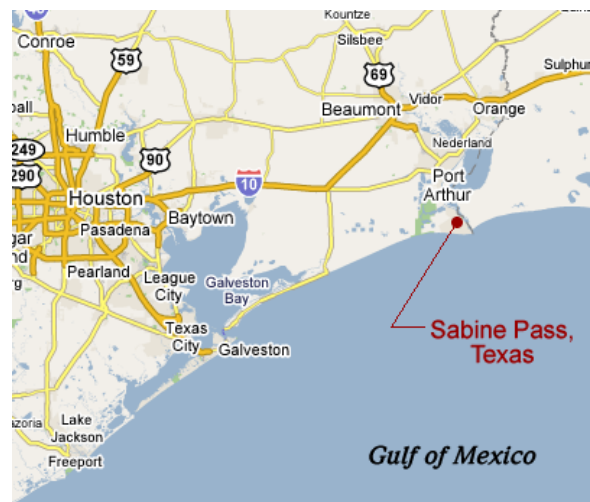 Kountze
Conroe
59
Silsbee
69
Sulphu
Beaumont
Vidor
Orange
Humble
Nederland
249
90
290
Port
Arthur
10
Houston
Baytown
Pasadena
Pearland
League
City
Galveston
Bay
Texas
City
Galveston
Sabine Pass,
Texas
Lake
Jackson
Freeport
Gulf of Mexico